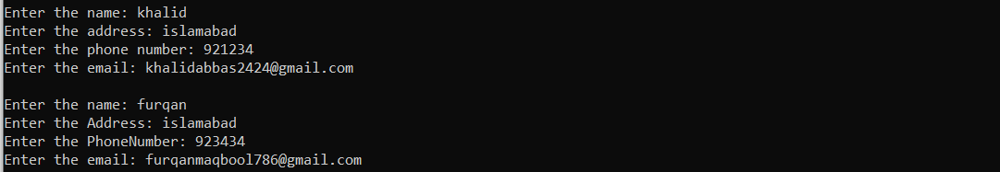 Enter the name: khalid
Enter the address: islamabad
Enter the phone number: 921234
Enter the email: khalidabbas2424@gmail.com
Enter the name: furqan
Enter the Address: islamabad
Enter the PhoneNumber: 923434
Enter the email: furqanmaqbool786@gmail.com